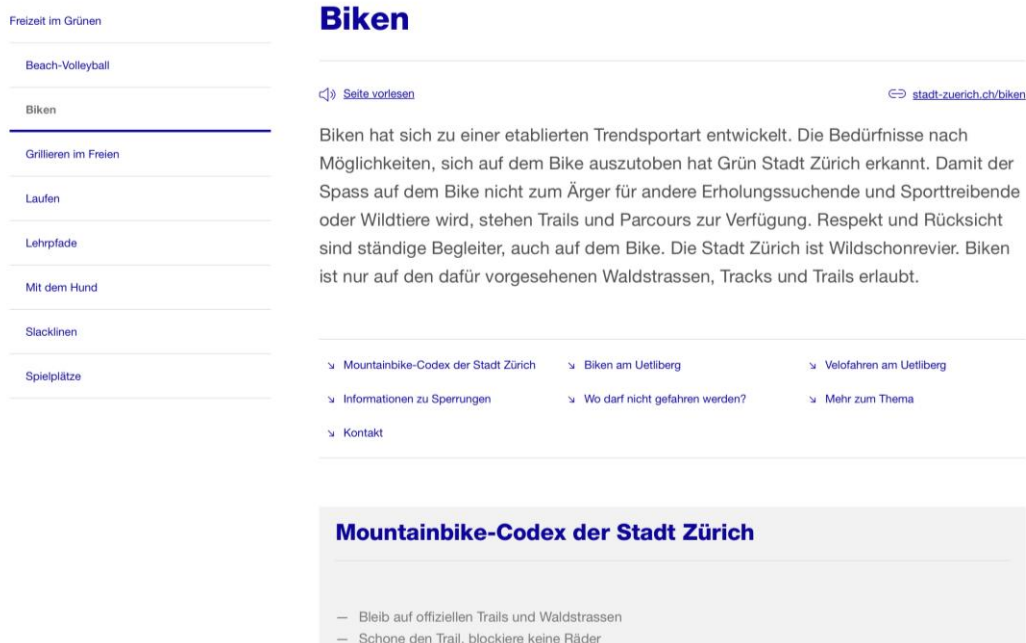 Freizeit im Grünen
Beach-Volleyball
Biken
Grillieren im Freien
Laufen
Lehrpfade
Mit dem Hund
Slacklinen
Spielplätze
Biken
Seite vorlesen
stadt-zuerich.ch/biken
Biken hat sich zu einer etablierten Trendsportart entwickelt. Die Bedürfnisse nach
Möglichkeiten, sich auf dem Bike auszutoben hat Grün Stadt Zürich erkannt. Damit der
Spass auf dem Bike nicht zum Ärger für andere Erholungssuchende und Sporttreibende
oder Wildtiere wird, stehen Trails und Parcours zur Verfügung. Respekt und Rücksicht
sind ständige Begleiter, auch auf dem Bike. Die Stadt Zürich ist Wildschonrevier. Biken
ist nur auf den dafür vorgesehenen Waldstrassen, Tracks und Trails erlaubt.
Mountainbike-Codex der Stadt Zürich
Biken am Uetliberg
Velofahren am Uetliberg
Informationen zu Sperrungen
Wo darf nicht gefahren werden?
Mehr zum Thema
Kontakt
Mountainbike-Codex der Stadt Zürich
— Bleib auf offiziellen Trails und Waldstrassen
— Schone den Trail, blockiere keine Räder